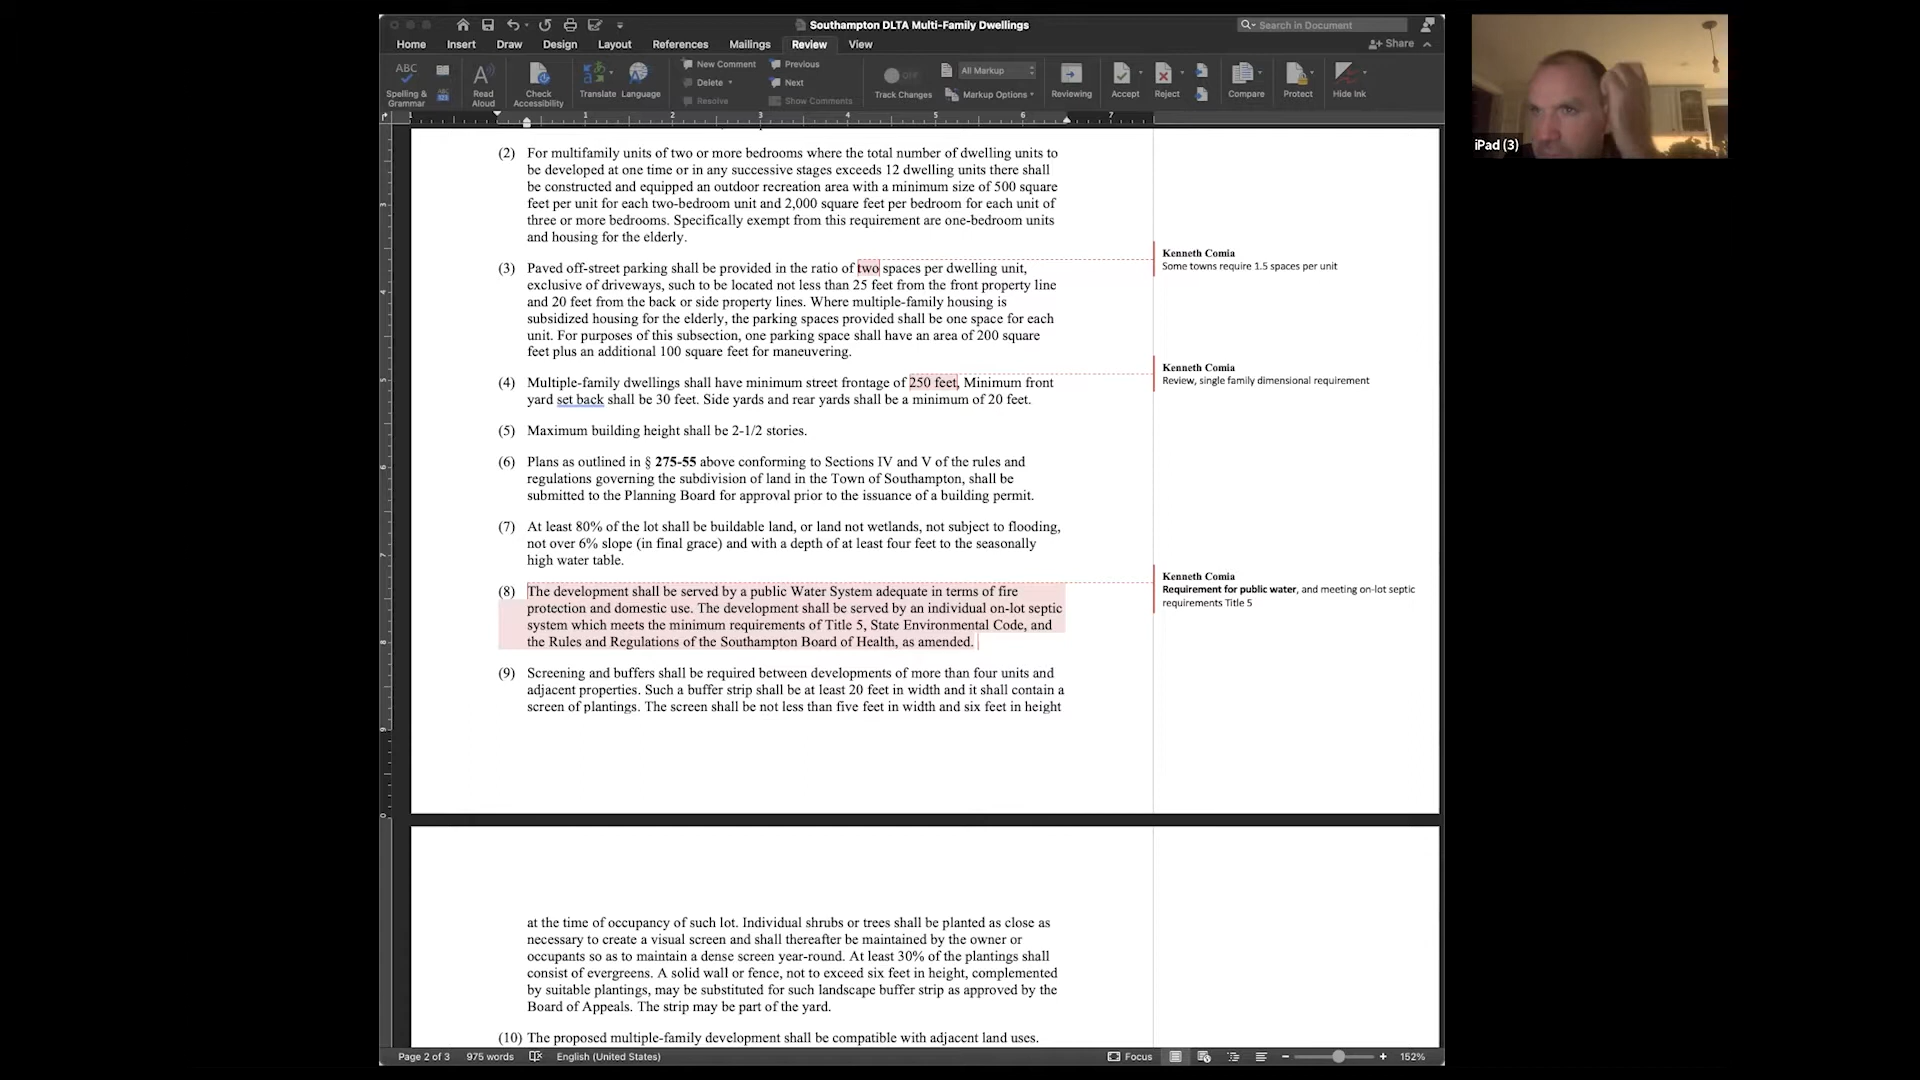 Southampton DLTA Multi-Family Dwellings
Search in Document
Home Insert Draw Design Layout References Mailings Review View
Share
ABC
Spelling & Grammar
Read Aloud
Check Accessibility
Translate
Language
New Comment
Delete
Resolve
Previous
Next
Show Comments
OFF
Track Changes
All Markup
Markup Options
Reviewing
Accept
Reject
Compare
Protect
Hide Ink
1 1 2 3 4 5 6 7
(2) For multifamily units of two or more bedrooms where the total number of dwelling units to
be developed at one time or in any successive stages exceeds 12 dwelling units there shall
be constructed and equipped an outdoor recreation area with a minimum size of 500 square
feet per unit for each two-bedroom unit and 2,000 square feet per bedroom for each unit of
three or more bedrooms. Specifically exempt from this requirement are one-bedroom units
and housing for the elderly.
(3) Paved off-street parking shall be provided in the ratio of two spaces per dwelling unit,
exclusive of driveways, such to be located not less than 25 feet from the front property line
and 20 feet from the back or side property lines. Where multiple-family housing is
subsidized housing for the elderly, the parking spaces provided shall be one space for each
unit. For purposes of this subsection, one parking space shall have an area of 200 square
feet plus an additional 100 square feet for maneuvering.
(4) Multiple-family dwellings shall have minimum street frontage of 250 feet, Minimum front
yard set back shall be 30 feet. Side yards and rear yards shall be a minimum of 20 feet.
(5) Maximum building height shall be 2-1/2 stories.
(6) Plans as outlined in § 275-55 above conforming to Sections IV and V of the rules and
regulations governing the subdivision of land in the Town of Southampton, shall be
submitted to the Planning Board for approval prior to the issuance of a building permit.
(7) At least 80% of the lot shall be buildable land, or land not wetlands, not subject to flooding,
not over 6% slope (in final grace) and with a depth of at least four feet to the seasonally
high water table.
(8) The development shall be served by a public Water System adequate in terms of fire
protection and domestic use. The development shall be served by an individual on-lot septic
system which meets the minimum requirements of Title 5, State Environmental Code, and
the Rules and Regulations of the Southampton Board of Health, as amended.
(9) Screening and buffers shall be required between developments of more than four units and
adjacent properties. Such a buffer strip shall be at least 20 feet in width and it shall contain a
screen of plantings. The screen shall be not less than five feet in width and six feet in height
Kenneth Comia
Some towns require 1.5 spaces per unit
Kenneth Comia
Review, single family dimensional requirement
Kenneth Comia
Requirement for public water, and meeting on-lot septic
requirements Title 5
at the time of occupancy of such lot. Individual shrubs or trees shall be planted as close as
necessary to create a visual screen and shall thereafter be maintained by the owner or
occupants so as to maintain a dense screen year-round. At least 30% of the plantings shall
consist of evergreens. A solid wall or fence, not to exceed six feet in height, complemented
by suitable plantings, may be substituted for such landscape buffer strip as approved by the
Board of Appeals. The strip may be part of the yard.
(10) The proposed multiple-family development shall be compatible with adjacent land uses.
Page 2 of 3 975 words English (United States) Focus 152%
iPad (3)